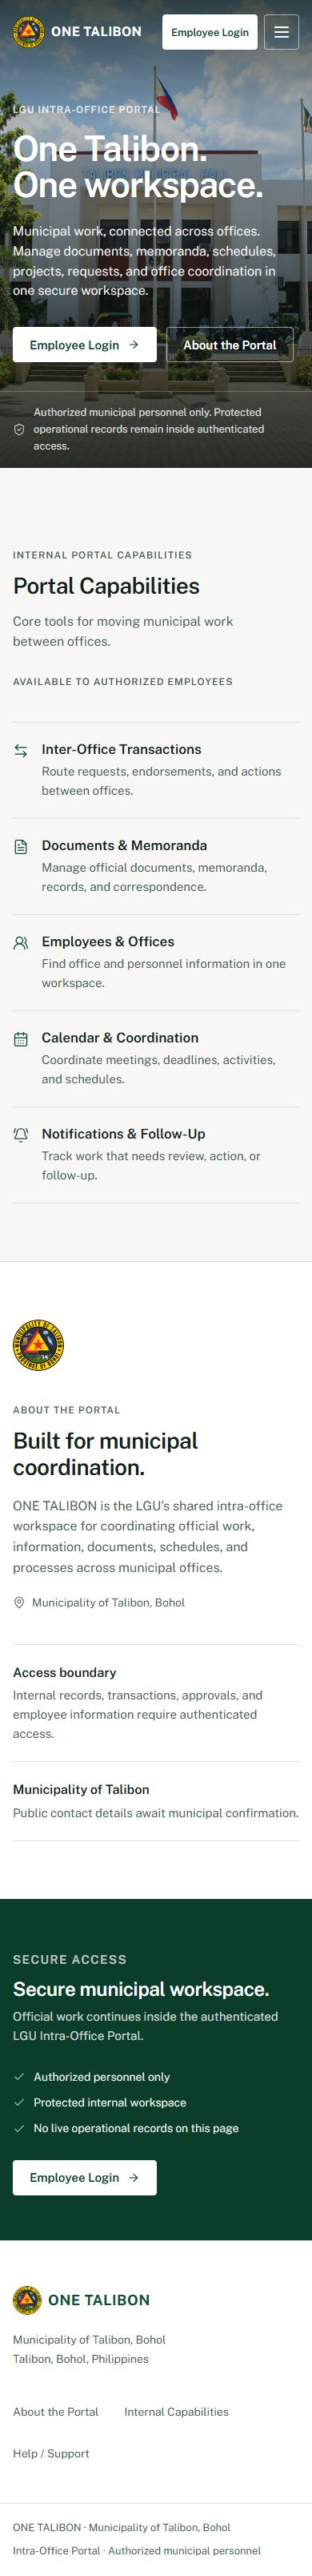 ONE TALIBON
Employee Login
LGU INTRA-OFFICE PORTAL
One Talibon.
One workspace.
Municipal work, connected across offices.
Manage documents, memoranda, schedules,
projects, requests, and office coordination in
one secure workspace.
Employee Login
About the Portal
Authorized municipal personnel only. Protected
operational records remain inside authenticated
access.
INTERNAL PORTAL CAPABILITIES
Portal Capabilities
Core tools for moving municipal work
between offices.
AVAILABLE TO AUTHORIZED EMPLOYEES
Inter-Office Transactions
Route requests, endorsements, and actions
between offices.
Documents & Memoranda
Manage official documents, memoranda,
records, and correspondence.
Employees & Offices
Find office and personnel information in one
workspace.
Calendar & Coordination
Coordinate meetings, deadlines, activities,
and schedules.
Notifications & Follow-Up
Track work that needs review, action, or
follow-up.
MUNICIPALITY OF TALIBON
PROVINCE OF BOHOL
ABOUT THE PORTAL
Built for municipal
coordination.
ONE TALIBON is the LGU's shared intra-office
workspace for coordinating official work,
information, documents, schedules, and
processes across municipal offices.
Municipality of Talibon, Bohol
Access boundary
Internal records, transactions, approvals, and
employee information require authenticated
access.
Municipality of Talibon
Public contact details await municipal confirmation.
SECURE ACCESS
Secure municipal workspace.
Official work continues inside the authenticated
LGU Intra-Office Portal.
Authorized personnel only
Protected internal workspace
No live operational records on this page
Employee Login
ONE TALIBON
Municipality of Talibon, Bohol
Talibon, Bohol, Philippines
About the Portal
Internal Capabilities
Help / Support
ONE TALIBON · Municipality of Talibon, Bohol
Intra-Office Portal · Authorized municipal personnel